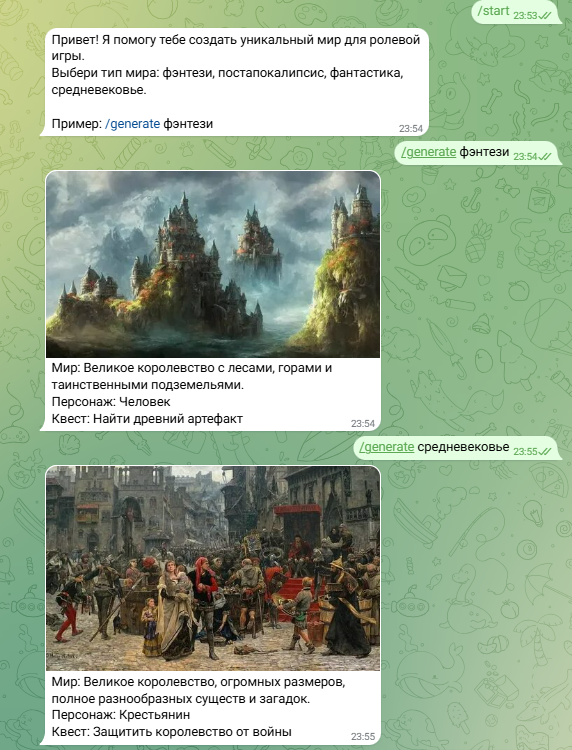 /start 23:53
Привет! Я помогу тебе создать уникальный мир для ролевой
игры.
Выбери тип мира: фэнтези, постапокалипсис, фантастика,
средневековье.
Пример: /generate фэнтези
23:54
/generate фэнтези 23:54
Мир: Великое королевство с лесами, горами и
таинственными подземельями.
Персонаж: Человек
Квест: Найти древний артефакт
23:54
/generate средневековье 23:55
Мир: Великое королевство, огромных размеров,
полное разнообразных существ и загадок.
Персонаж: Крестьянин
Квест: Защитить королевство от войны
23:55